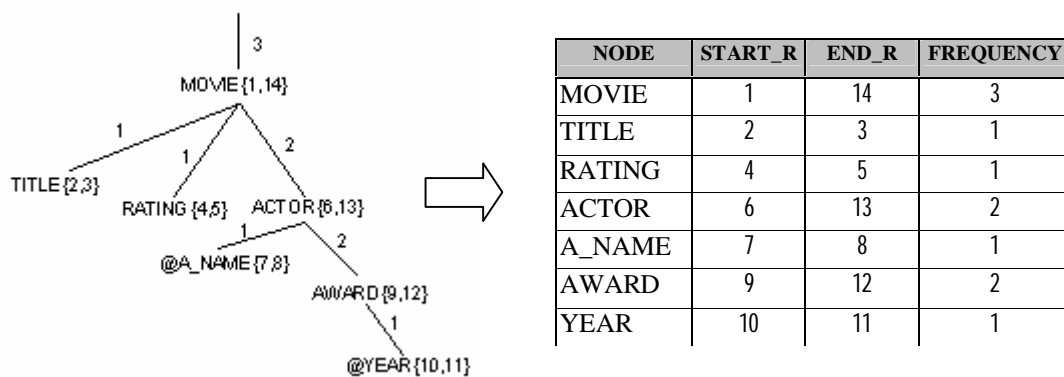 3
MOVIE{1,14}
1
1
2
TITLE{2,3}
RATING{4,5}
ACTOR{6,13}
1
2
@A_NAME{7,8}
AWARD{9,12}
1
@YEAR{10,11}
NODE START_R END_R FREQUENCY
MOVIE 1 14 3
TITLE 2 3 1
RATING 4 5 1
ACTOR 6 13 2
A_NAME 7 8 1
AWARD 9 12 2
YEAR 10 11 1